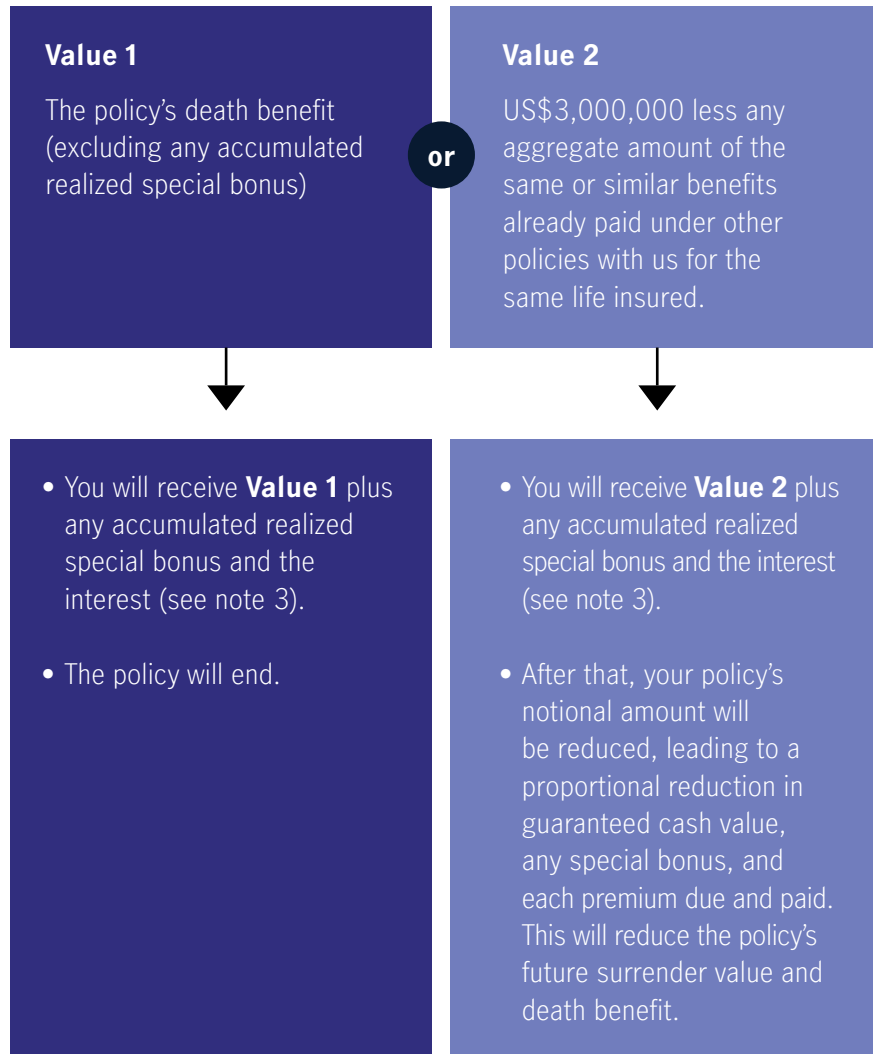 Value 1
The policy’s death benefit
(excluding any accumulated
realized special bonus)
or
Value 2
US$3,000,000 less any
aggregate amount of the
same or similar benefits
already paid under other
policies with us for the
same life insured.
• You will receive Value 1 plus
any accumulated realized
special bonus and the
interest (see note 3).
• The policy will end.
• You will receive Value 2 plus
any accumulated realized
special bonus and the interest
(see note 3).
• After that, your policy’s
notional amount will
be reduced, leading to a
proportional reduction in
guaranteed cash value,
any special bonus, and
each premium due and paid.
This will reduce the policy’s
future surrender value and
death benefit.